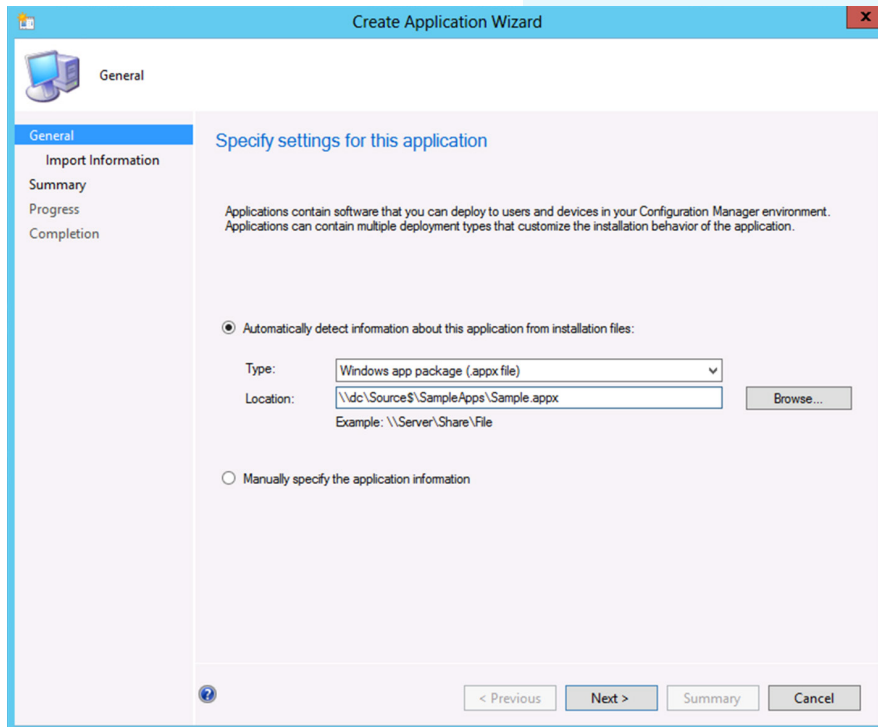 Create Application Wizard
X
General
General
Import Information
Summary
Progress
Completion
Specify settings for this application
Applications contain software that you can deploy to users and devices in your Configuration Manager environment.
Applications can contain multiple deployment types that customize the installation behavior of the application.
Automatically detect information about this application from installation files:
Type:
Windows app package (.appx file)
Location:
\\dc\Source$\SampleApps\Sample.appx
Browse...
Example: \\Server\Share\File
Manually specify the application information
?
< Previous
Next >
Summary
Cancel